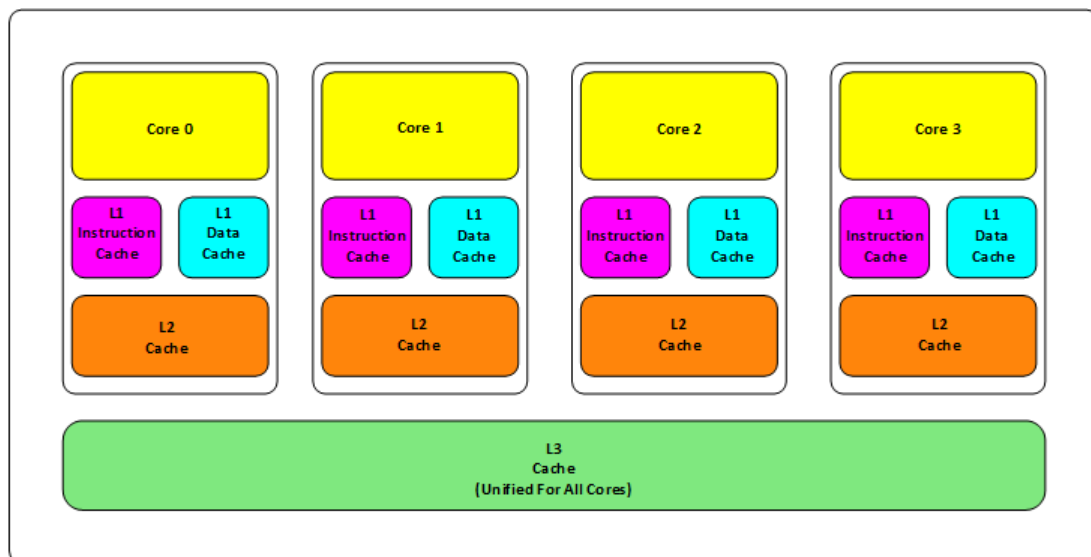 Core 0
L1
Instruction
Cache
L1
Data
Cache
L2
Cache
Core 1
L1
Instruction
Cache
L1
Data
Cache
L2
Cache
Core 2
L1
Instruction
Cache
L1
Data
Cache
L2
Cache
Core 3
L1
Instruction
Cache
L1
Data
Cache
L2
Cache
L3
Cache
(Unified For All Cores)